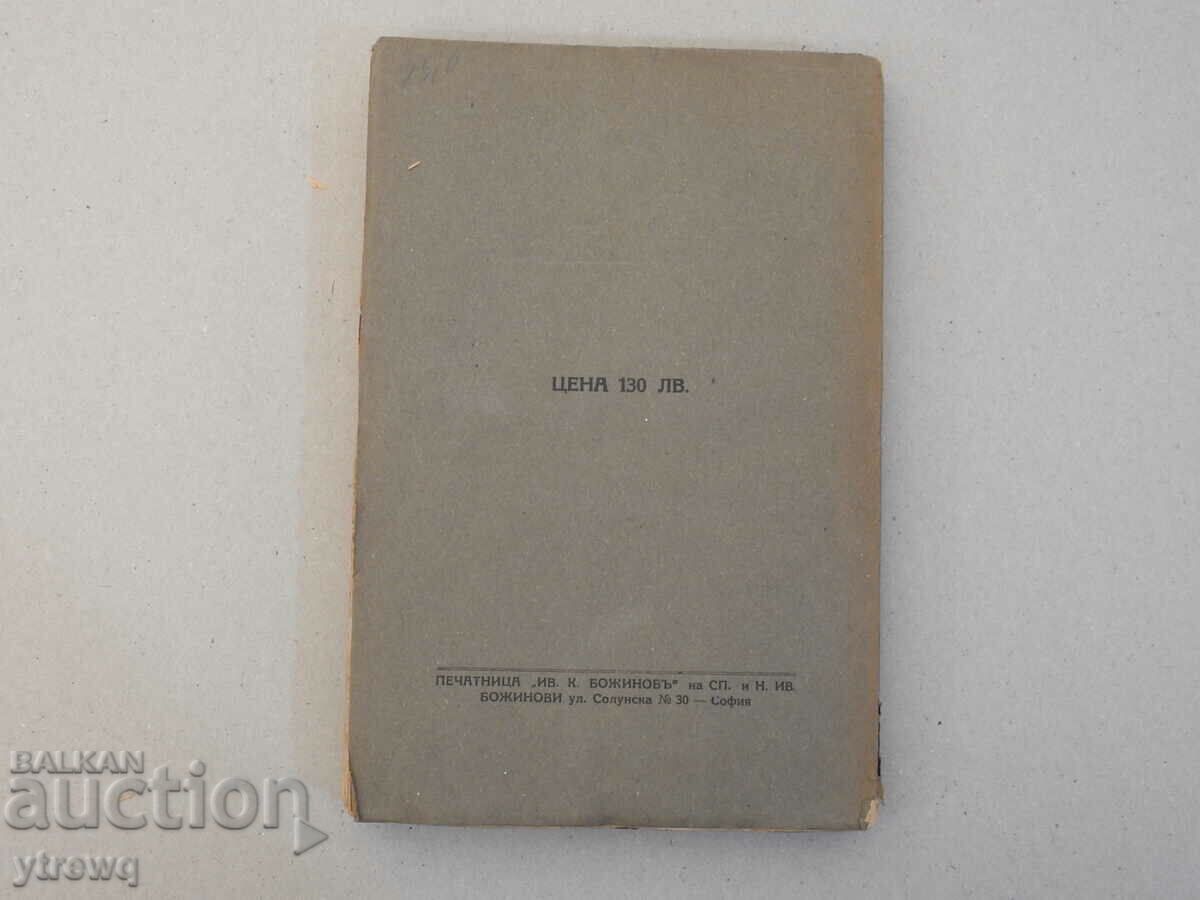 ЦЕНА 130 ЛВ.
ПЕЧАТНИЦА „ИВ. К. БОЖИНОВЪ" на СП. и Н. ИВ.
БОЖИНОВИ ул. Солунска № 30 — София
BALKAN
auction
ytrewq